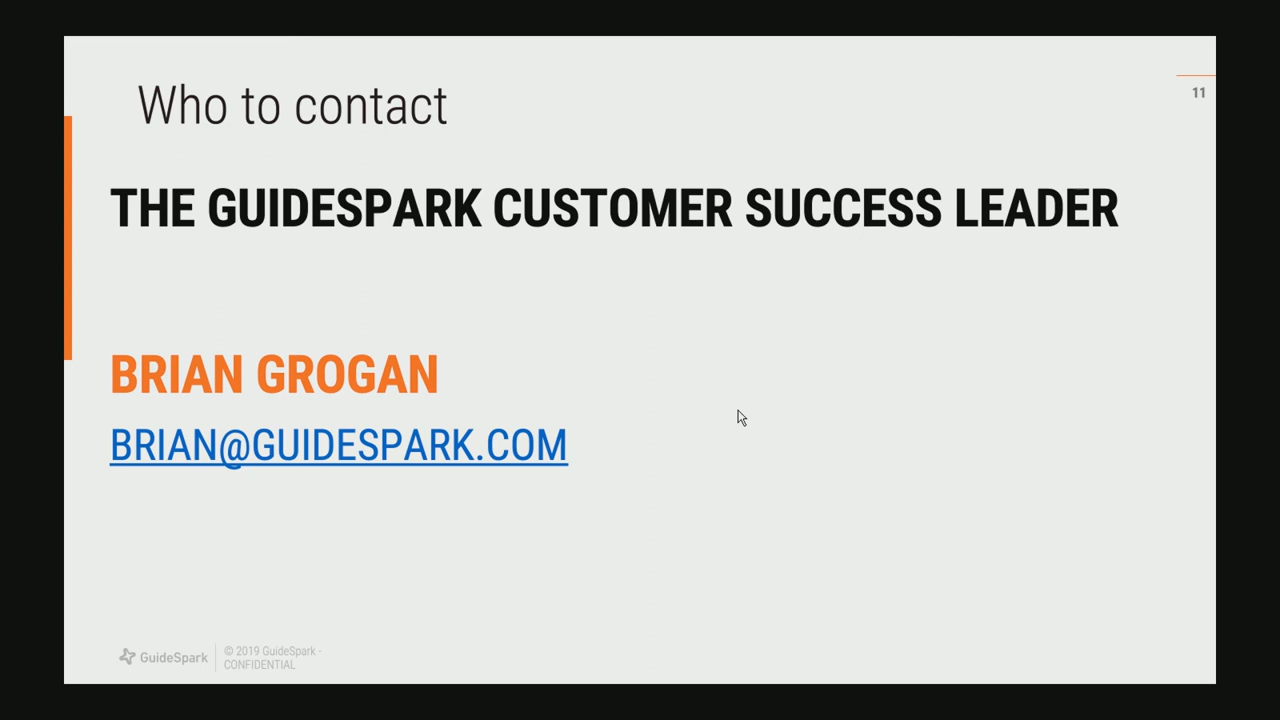 Who to contact
11
THE GUIDESPARK CUSTOMER SUCCESS LEADER
BRIAN GROGAN
BRIAN@GUIDESPARK.COM
GuideSpark
© 2019 GuideSpark -
CONFIDENTIAL